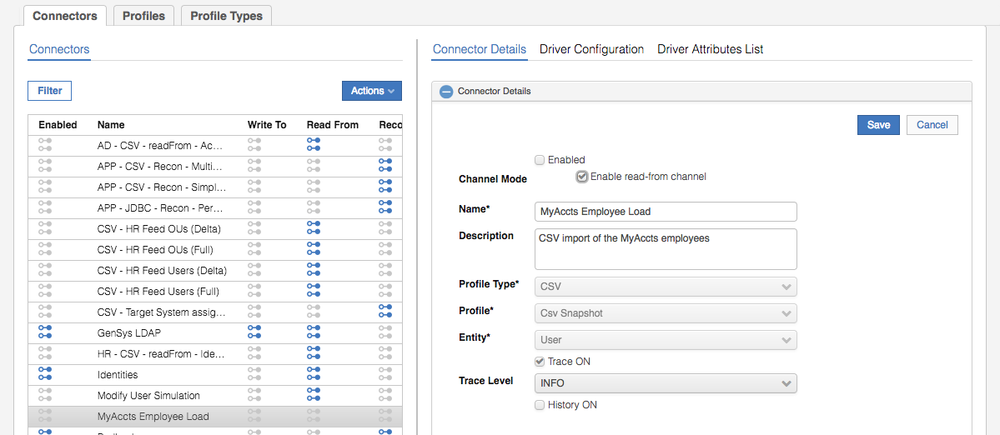 Connectors Profiles Profile Types
Connectors
Filter Actions
Enabled Name Write To Read From Reco
AD - CSV - readFrom - Ac...
APP - CSV - Recon - Multi...
APP - CSV - Recon - Simpl...
APP - JDBC - Recon - Per...
CSV - HR Feed OUs (Delta)
CSV - HR Feed OUs (Full)
CSV - HR Feed Users (Delta)
CSV - HR Feed Users (Full)
CSV - Target System assig...
GenSys LDAP
HR - CSV - readFrom - Ide...
Identities
Modify User Simulation
MyAccts Employee Load
Connector Details Driver Configuration Driver Attributes List
Connector Details
Save Cancel
Enabled
Channel Mode Enable read-from channel
Name* MyAccts Employee Load
Description CSV import of the MyAccts employees
Profile Type* CSV
Profile* Csv Snapshot
Entity* User
Trace ON
Trace Level INFO
History ON